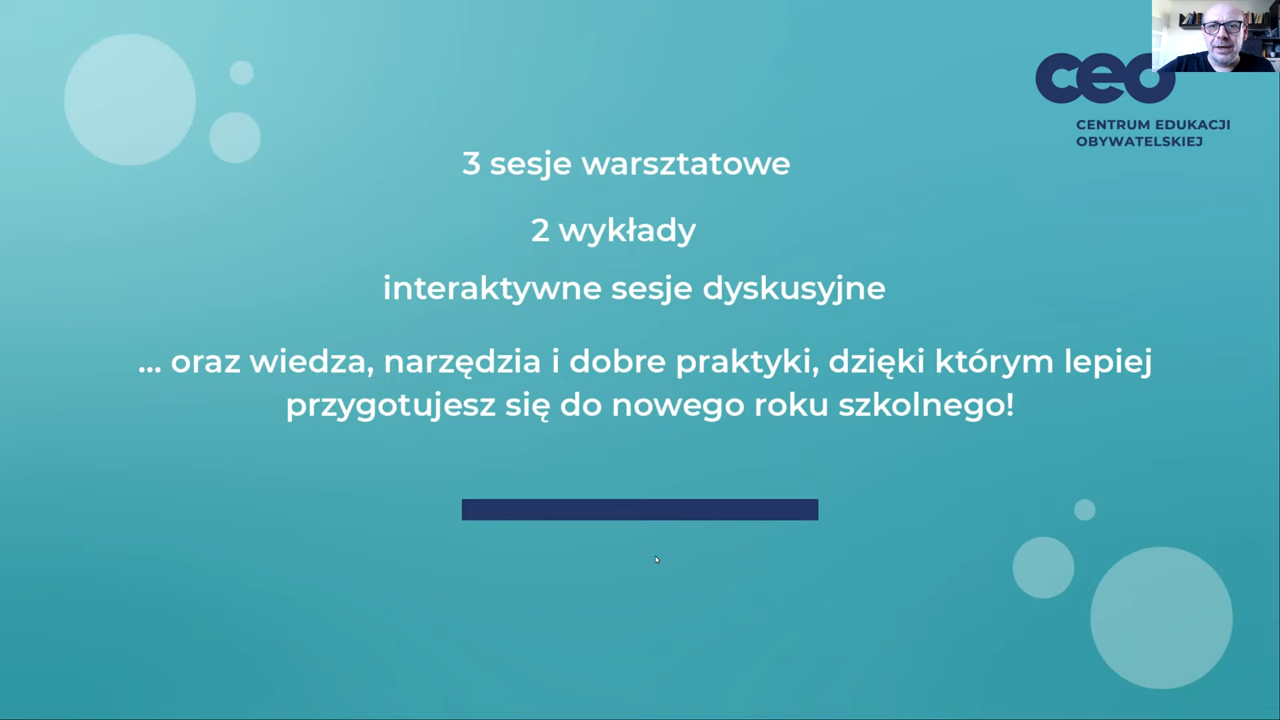 ceo
CENTRUM EDUKACJI
OBYWATELSKIEJ
3 sesje warsztatowe
2 wykłady
interaktywne sesje dyskusyjne
... oraz wiedza, narzędzia i dobre praktyki, dzięki którym lepiej
przygotujesz się do nowego roku szkolnego!